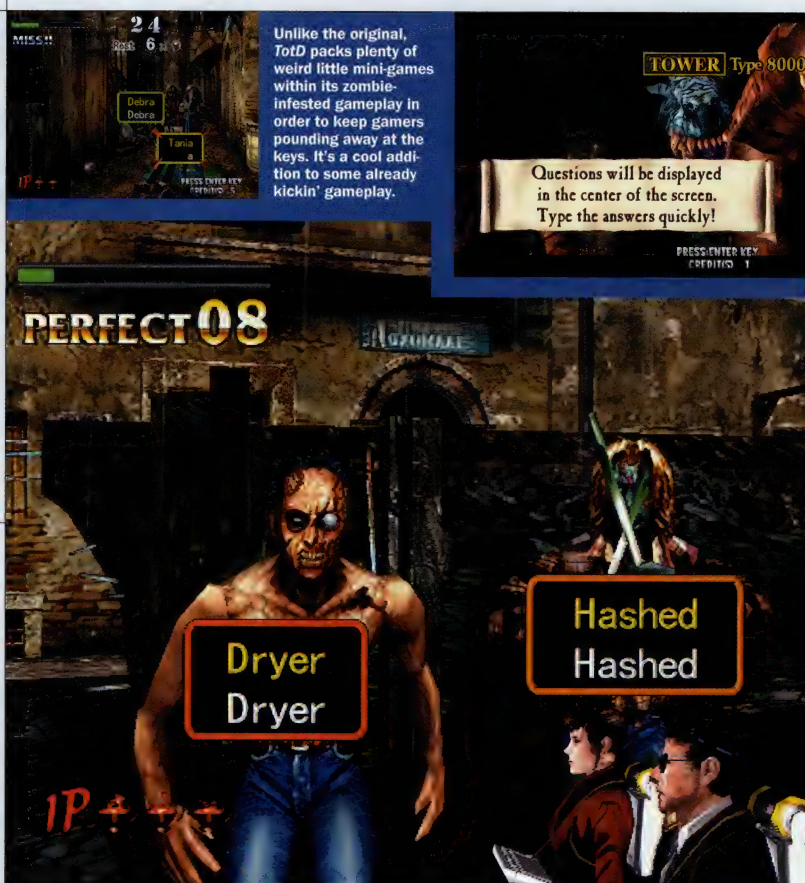 24
MISS!!
Rest 6
Debra
Debra
Tania
a
1P
PRESS ENTER KEY
CREDIT(S) 5
Unlike the original,
TotD packs plenty of
weird little mini-games
within its zombie-
infested gameplay in
order to keep gamers
pounding away at the
keys. It's a cool addi-
tion to some already
kickin' gameplay.
TOWER Type 8000
Questions will be displayed
in the center of the screen.
Type the answers quickly!
PRESS ENTER KEY
CREDIT(S) 1
PERFECT 08
Dryer
Dryer
Hashed
Hashed
1P